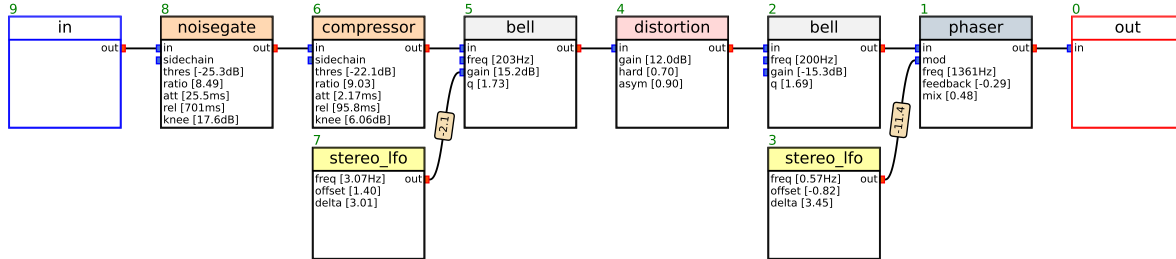 9
in
out
8
noisegate
in
out
sidechain
thres [-25.3dB]
ratio [8.49]
att [25.5ms]
rel [701ms]
knee [17.6dB]
6
compressor
in
out
sidechain
thres [-22.1dB]
ratio [9.03]
att [2.17ms]
rel [95.8ms]
knee [6.06dB]
5
bell
in
out
freq [203Hz]
gain [15.2dB]
q [1.73]
4
distortion
in
out
gain [12.0dB]
hard [0.70]
asym [0.90]
2
bell
in
out
freq [200Hz]
gain [-15.3dB]
q [1.69]
1
phaser
in
out
mod
freq [1361Hz]
feedback [-0.29]
mix [0.48]
0
out
in
7
stereo_lfo
freq [3.07Hz]
out
offset [1.40]
delta [3.01]
-2.1
3
stereo_lfo
freq [0.57Hz]
out
offset [-0.82]
delta [3.45]
-11.4